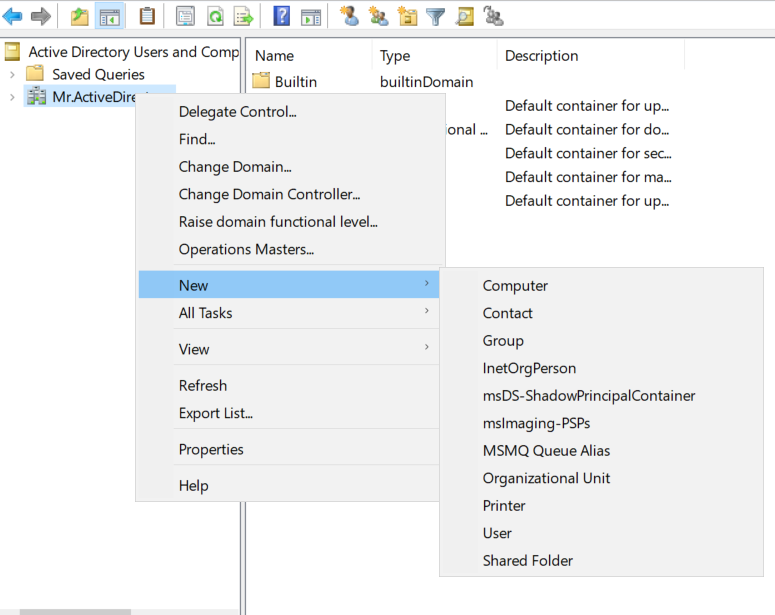 Active Directory Users and Comp
Saved Queries
Mr.ActiveDirec
Name Type Description
Builtin builtinDomain
Default container for up...
ional ... Default container for do...
Default container for sec...
Default container for ma...
Default container for up...
Delegate Control...
Find...
Change Domain...
Change Domain Controller...
Raise domain functional level...
Operations Masters...
New
All Tasks
View
Refresh
Export List...
Properties
Help
Computer
Contact
Group
InetOrgPerson
msDS-ShadowPrincipalContainer
msImaging-PSPs
MSMQ Queue Alias
Organizational Unit
Printer
User
Shared Folder